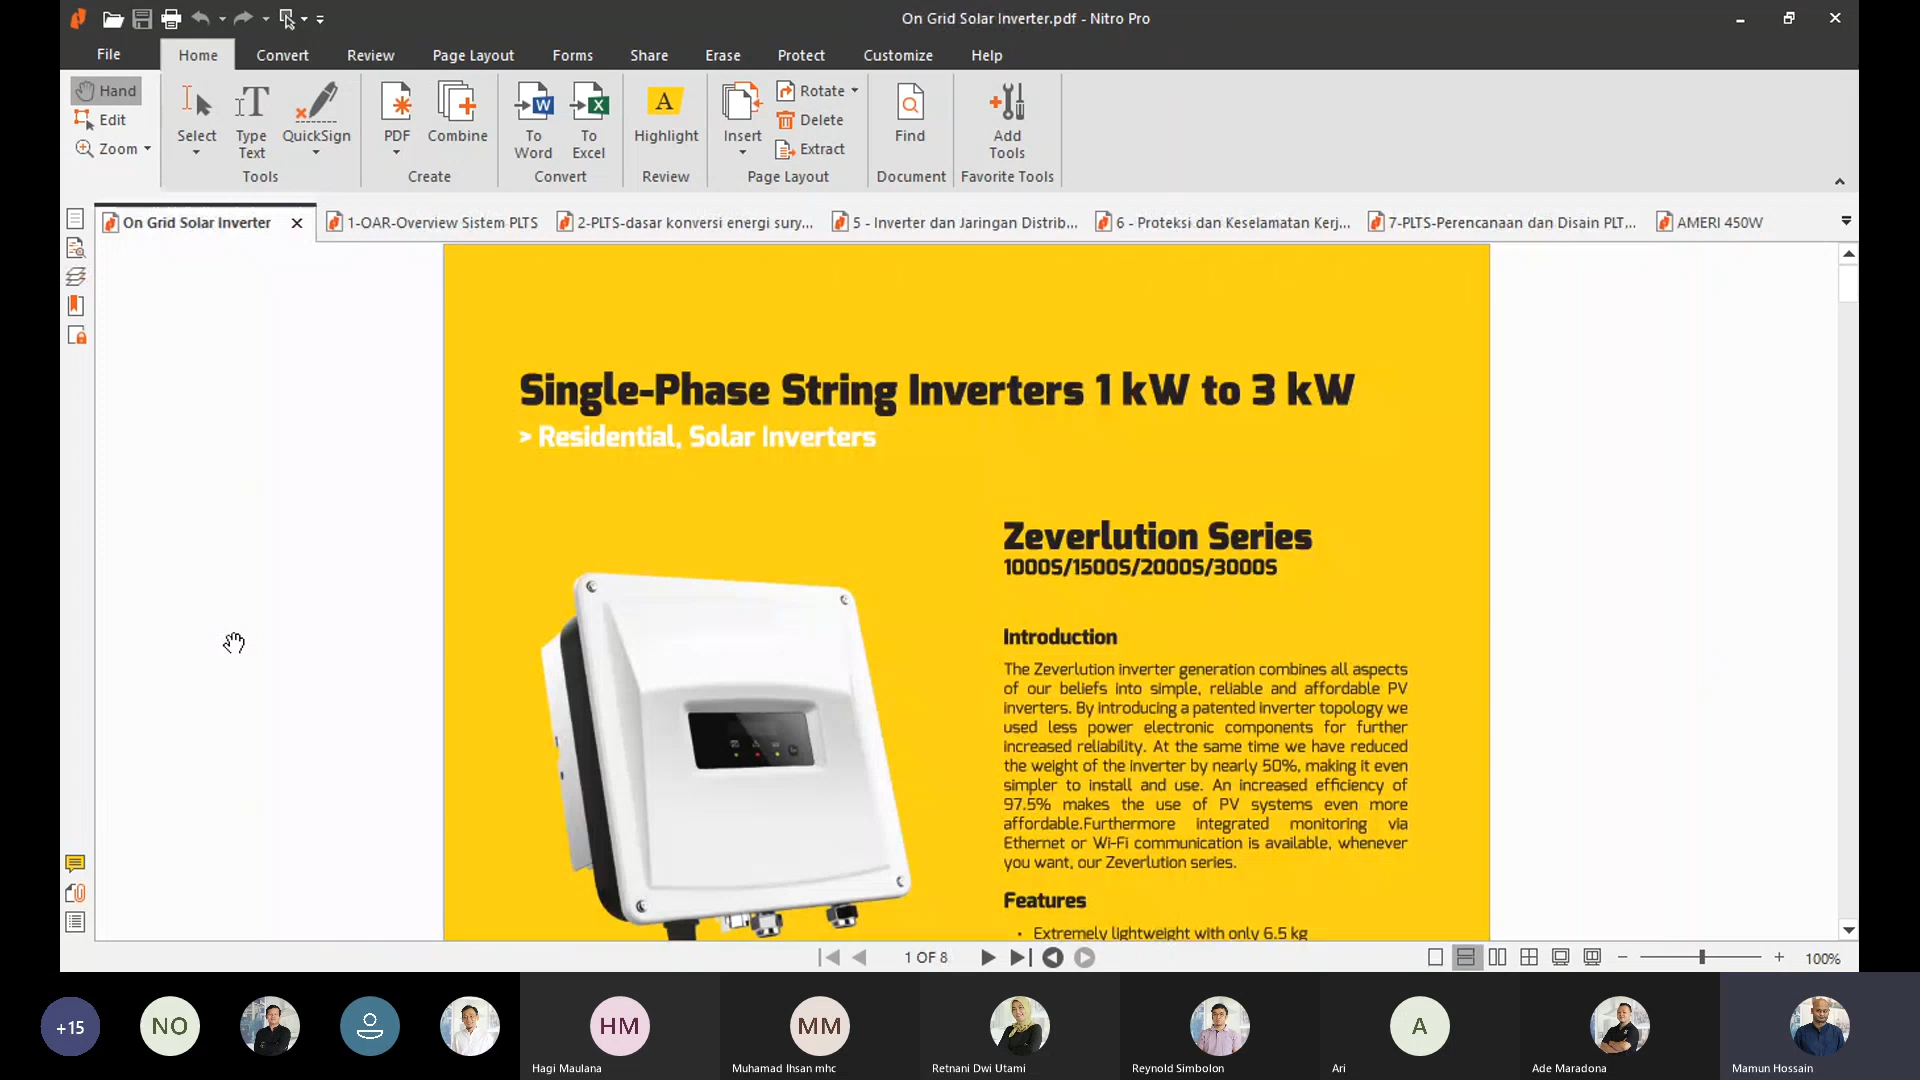 On Grid Solar Inverter.pdf - Nitro Pro
File Home Convert Review Page Layout Forms Share Erase Protect Customize Help
Hand
Edit
Zoom
Select
Type
Text
QuickSign
Tools
PDF
Combine
Create
To
Word
To
Excel
Convert
Highlight
Review
Insert
Rotate
Delete
Extract
Page Layout
Find
Document
Add
Tools
Favorite Tools
On Grid Solar Inverter
1-OAR-Overview Sistem PLTS
2-PLTS-dasar konversi energi sury...
5 - Inverter dan Jaringan Distrib...
6 - Proteksi dan Keselamatan Kerj...
7-PLTS-Perencanaan dan Disain PLT...
AMERI 450W
Single-Phase String Inverters 1 kW to 3 kW
> Residential, Solar Inverters
Zeverlution Series
1000S/1500S/2000S/3000S
Introduction
The Zeverlution inverter generation combines all aspects
of our beliefs into simple, reliable and affordable PV
inverters. By introducing a patented inverter topology we
used less power electronic components for further
increased reliability. At the same time we have reduced
the weight of the inverter by nearly 50%, making it even
simpler to install and use. An increased efficiency of
97.5% makes the use of PV systems even more
affordable.Furthermore integrated monitoring via
Ethernet or Wi-Fi communication is available, whenever
you want, our Zeverlution series.
Features
• Extremely lightweight with only 6.5 kg
1 OF 8
100%
+15
NO
HM
Hagi Maulana
MM
Muhamad Ihsan mhc
Retnani Dwi Utami
Reynold Simbolon
A
Ari
Ade Maradona
Mamun Hossain